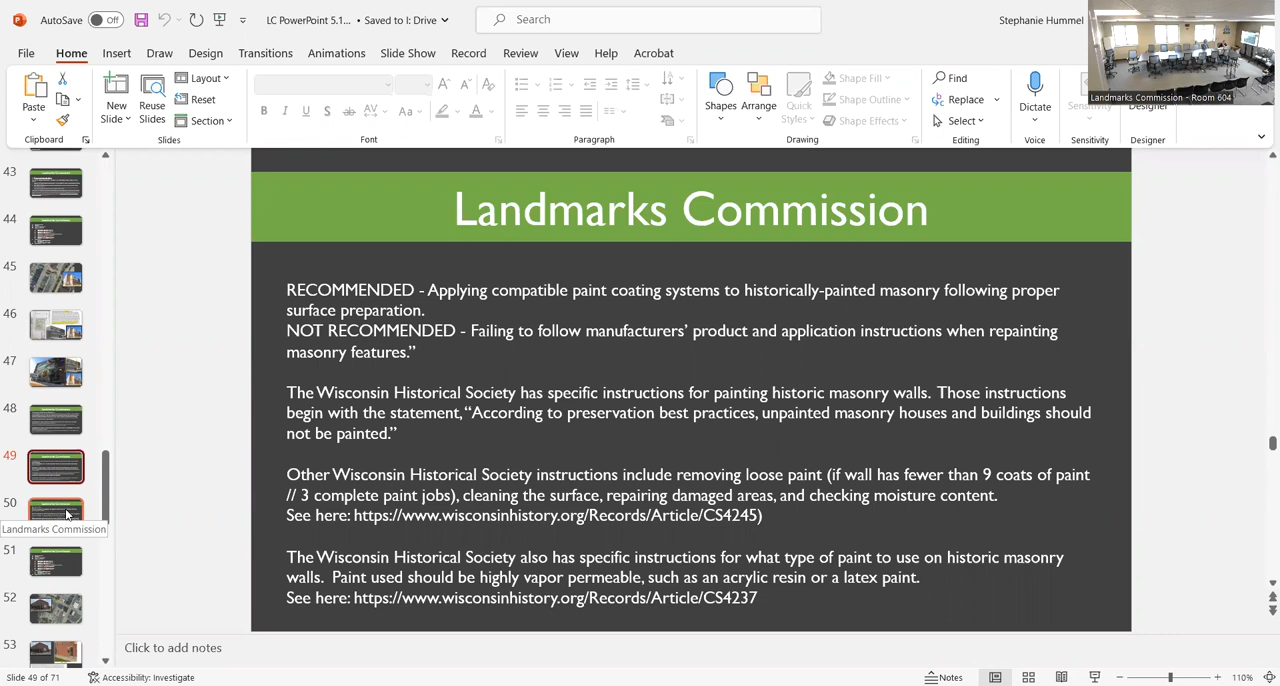 AutoSave Off LC PowerPoint 5.1... • Saved to I: Drive Search Stephanie Hummel
File Home Insert Draw Design Transitions Animations Slide Show Record Review View Help Acrobat
Landmarks Commission - Room 604
Paste New Slide Reuse Slides Layout Reset Section
Shapes Arrange Quick Styles Shape Fill Shape Outline Shape Effects
Find Replace Select Dictate Sensitivity Designer
Clipboard Slides Font Paragraph Drawing Editing Voice Sensitivity Designer
43
44
45
46
47
48
49
50
Landmarks Commission
51
52
53
Landmarks Commission
RECOMMENDED - Applying compatible paint coating systems to historically-painted masonry following proper
surface preparation.
NOT RECOMMENDED - Failing to follow manufacturers’ product and application instructions when repainting
masonry features.”
The Wisconsin Historical Society has specific instructions for painting historic masonry walls. Those instructions
begin with the statement, “According to preservation best practices, unpainted masonry houses and buildings should
not be painted.”
Other Wisconsin Historical Society instructions include removing loose paint (if wall has fewer than 9 coats of paint
// 3 complete paint jobs), cleaning the surface, repairing damaged areas, and checking moisture content.
See here: https://www.wisconsinhistory.org/Records/Article/CS4245)
The Wisconsin Historical Society also has specific instructions for what type of paint to use on historic masonry
walls. Paint used should be highly vapor permeable, such as an acrylic resin or a latex paint.
See here: https://www.wisconsinhistory.org/Records/Article/CS4237
Click to add notes
Slide 49 of 71 Accessibility: Investigate Notes 110%